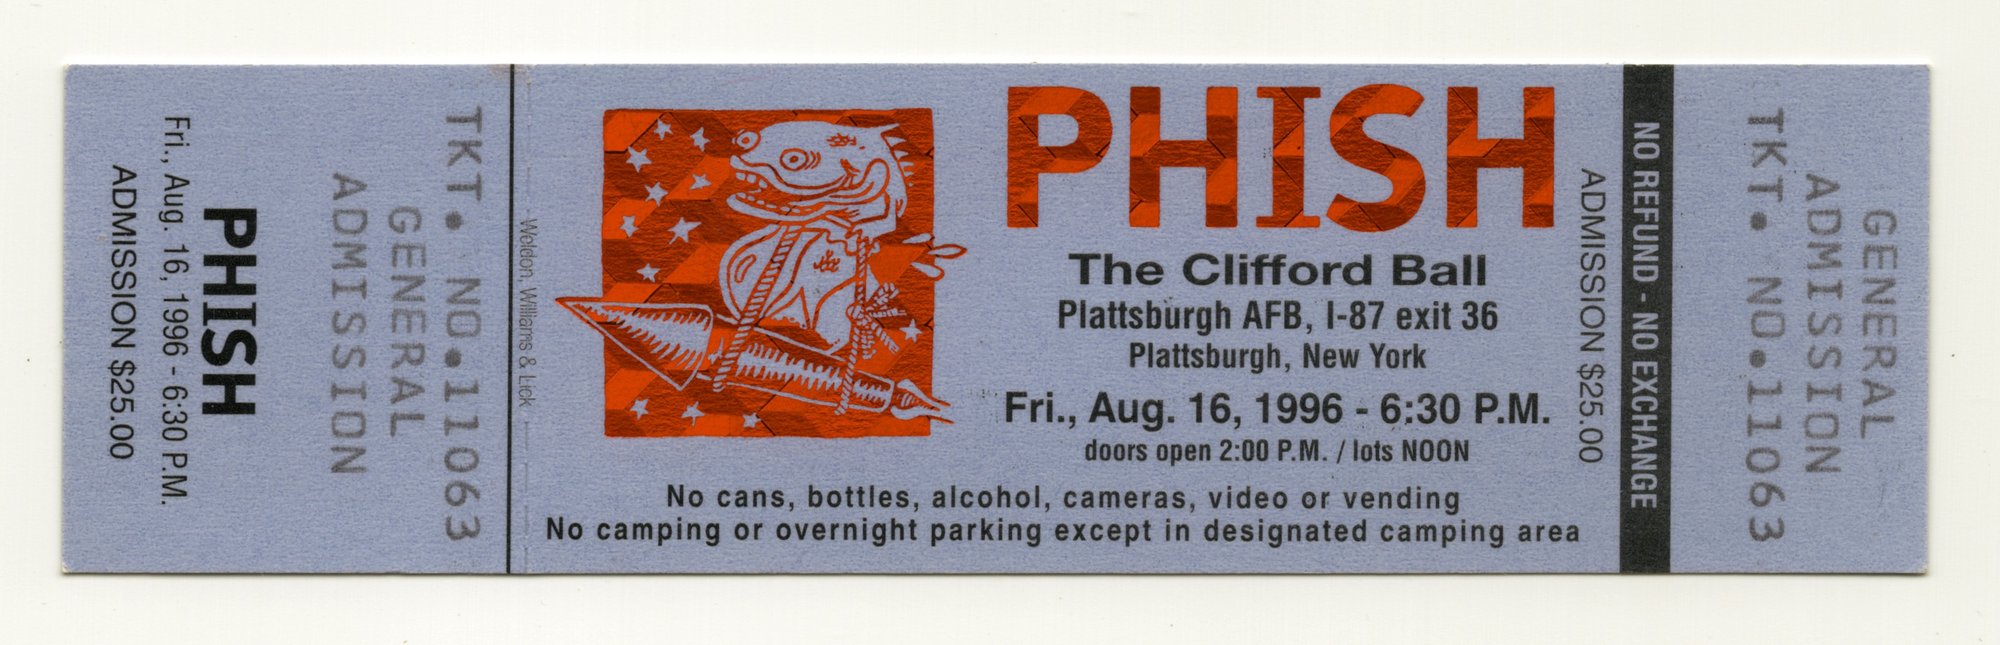 PHISH
Fri., Aug. 16, 1996 - 6:30 P.M.
ADMISSION $25.00
TKT. NO.11063
GENERAL
ADMISSION
Weldon, Williams & Lick
PHISH
The Clifford Ball
Plattsburgh AFB, I-87 exit 36
Plattsburgh, New York
Fri., Aug. 16, 1996 - 6:30 P.M.
doors open 2:00 P.M. / lots NOON
No cans, bottles, alcohol, cameras, video or vending
No camping or overnight parking except in designated camping area
ADMISSION $25.00
NO REFUND - NO EXCHANGE
GENERAL
ADMISSION
TKT. NO.11063